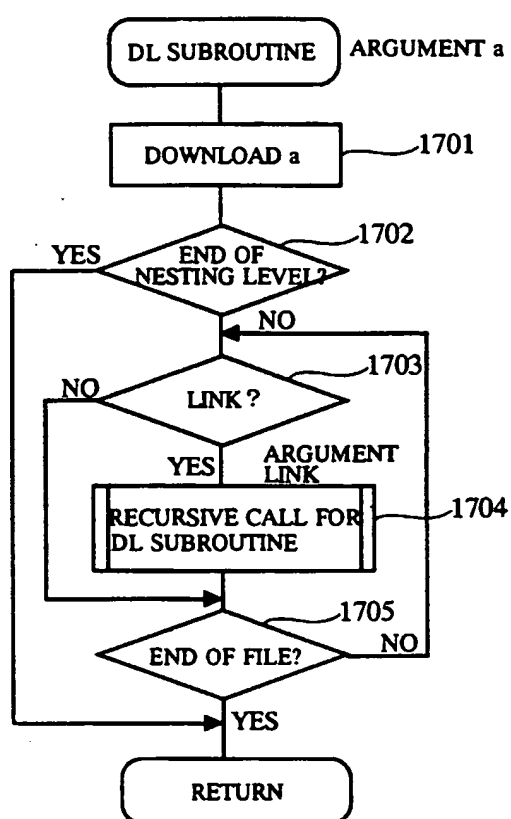 DL SUBROUTINE
ARGUMENT a
DOWNLOAD a
1701
1702
YES
END OF
NESTING LEVEL?
NO
1703
NO
LINK?
YES
ARGUMENT
LINK
RECURSIVE CALL FOR
DL SUBROUTINE
1704
1705
END OF FILE?
NO
YES
RETURN